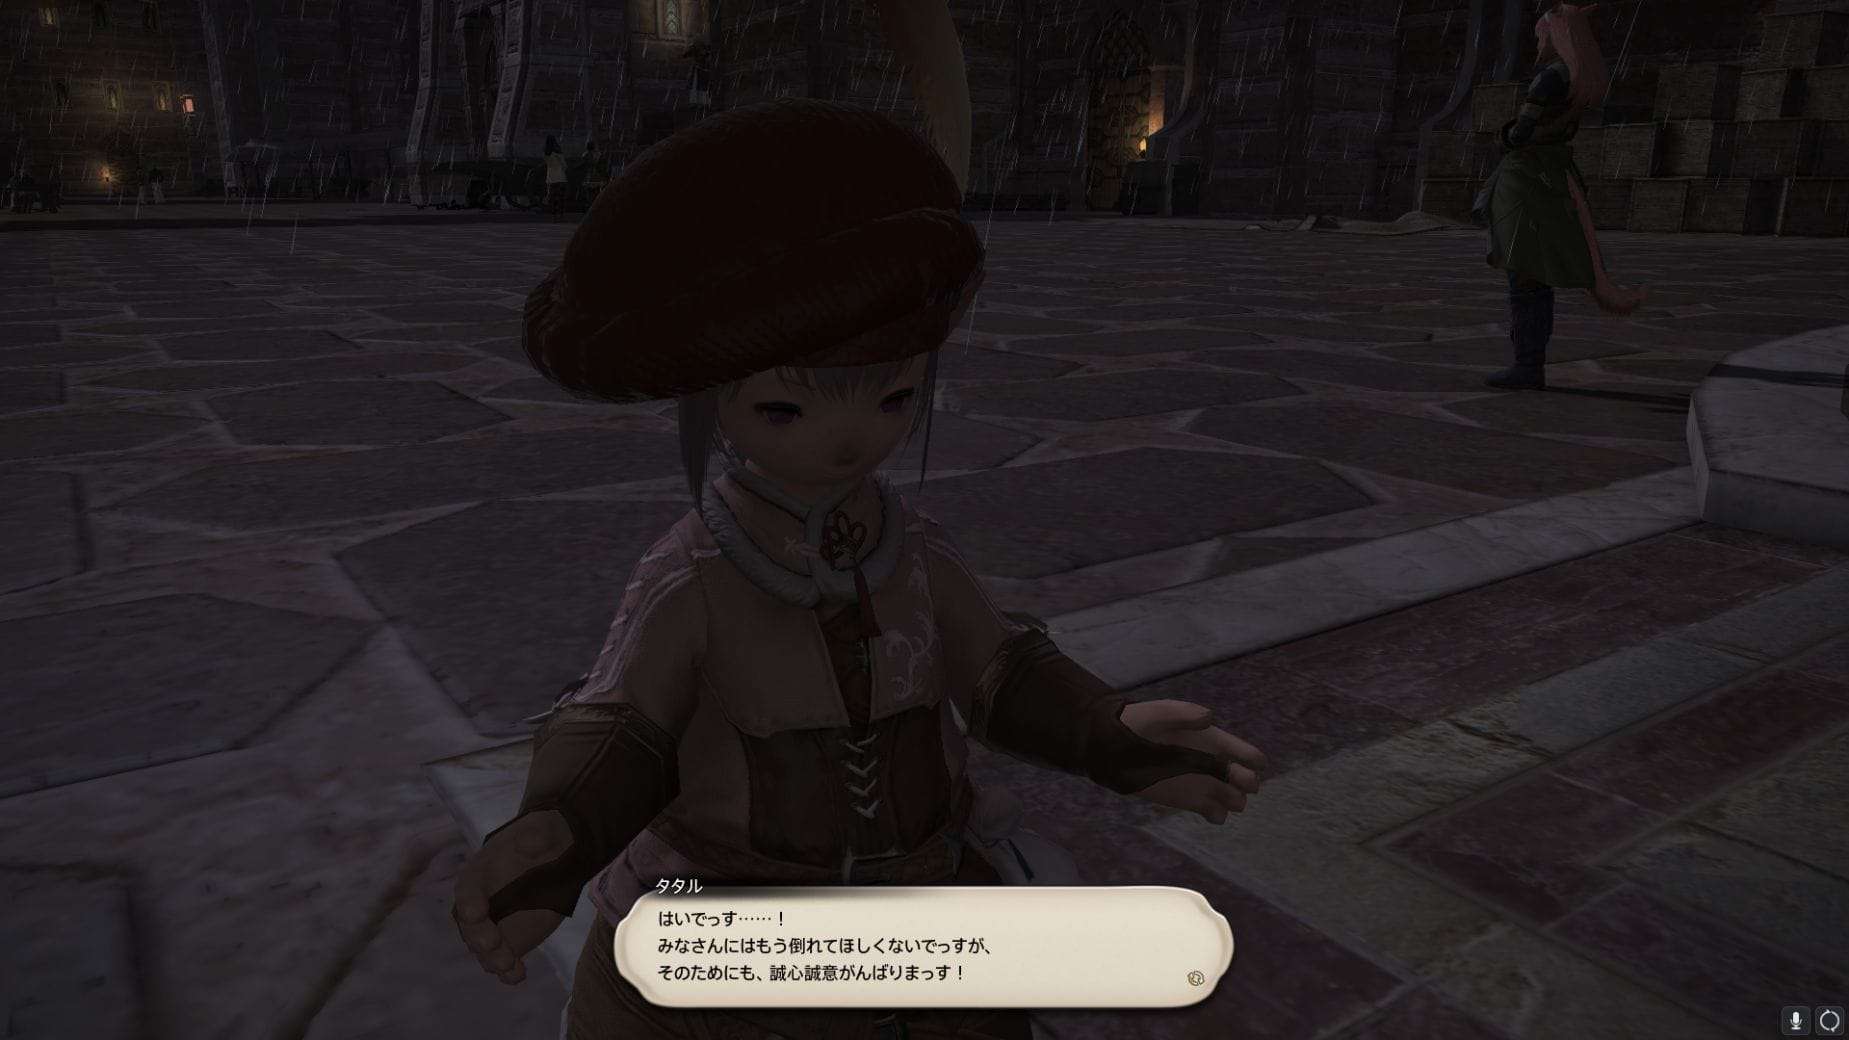 タタル
はいでっす……！
みなさんにはもう倒れてほしくないでっすが、
そのためにも、誠心誠意がんばりまっす！